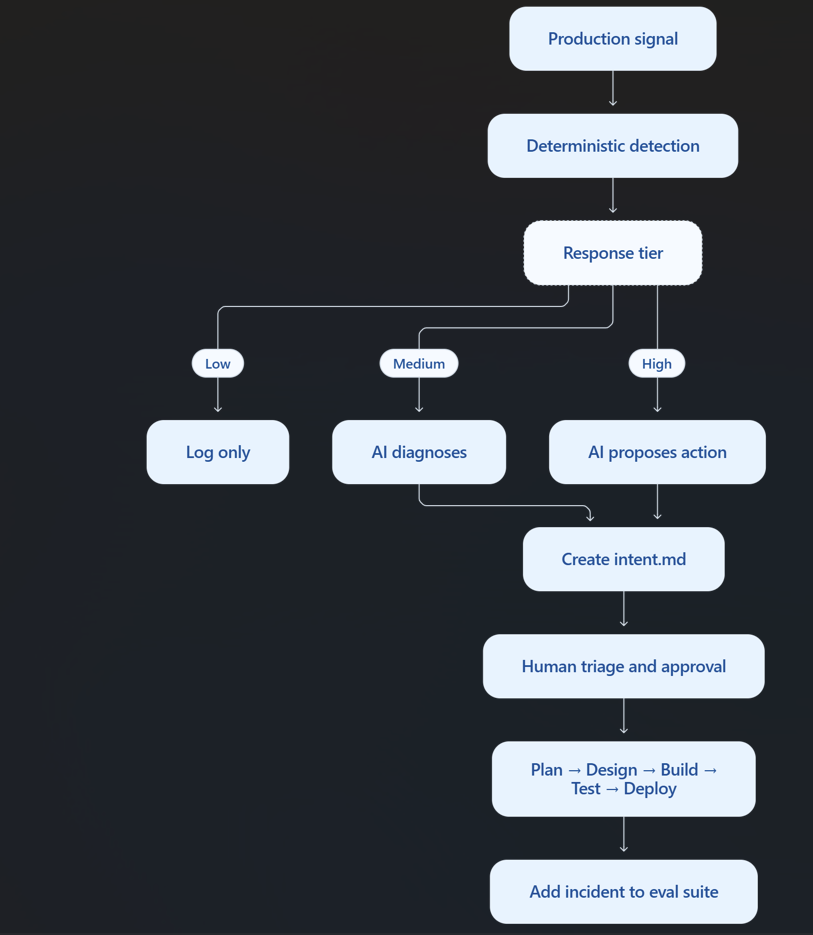 Production signal
Deterministic detection
Response tier
Low
Medium
High
Log only
AI diagnoses
AI proposes action
Create intent.md
Human triage and approval
Plan → Design → Build →
Test → Deploy
Add incident to eval suite